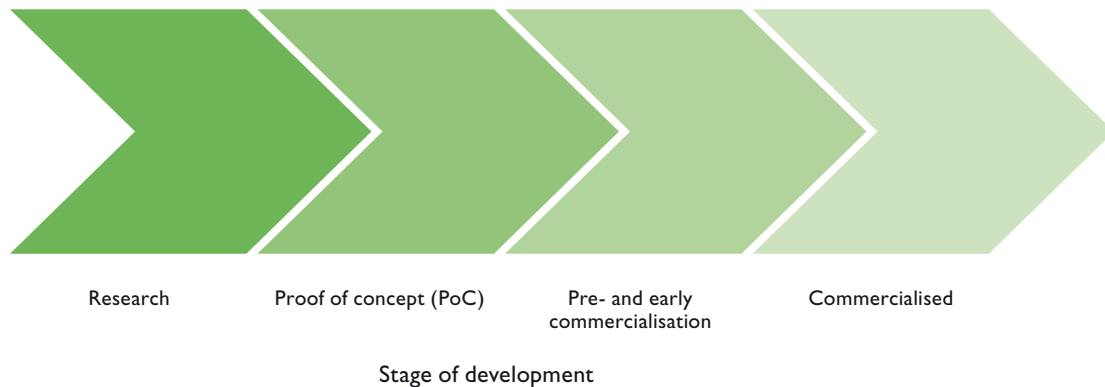 Research
Proof of concept (PoC)
Pre- and early
commercialisation
Commercialised
Stage of development